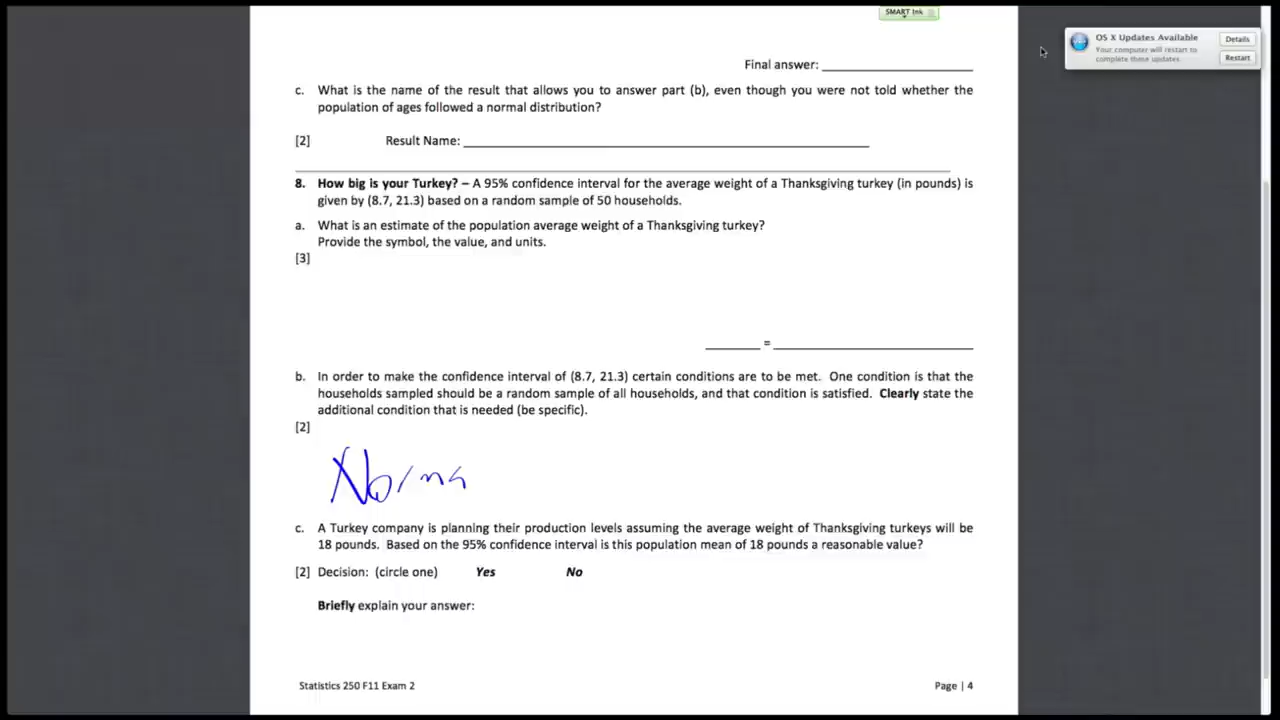 SMART Ink
OS X Updates Available
Your computer will restart to
complete these updates.
Details
Restart
Final answer: ____________________
c. What is the name of the result that allows you to answer part (b), even though you were not told whether the
population of ages followed a normal distribution?
[2] Result Name: ____________________
8. How big is your Turkey? – A 95% confidence interval for the average weight of a Thanksgiving turkey (in pounds) is
given by (8.7, 21.3) based on a random sample of 50 households.
a. What is an estimate of the population average weight of a Thanksgiving turkey?
Provide the symbol, the value, and units.
[3]
________ = ____________________
b. In order to make the confidence interval of (8.7, 21.3) certain conditions are to be met. One condition is that the
households sampled should be a random sample of all households, and that condition is satisfied. Clearly state the
additional condition that is needed (be specific).
[2]
Norma
c. A Turkey company is planning their production levels assuming the average weight of Thanksgiving turkeys will be
18 pounds. Based on the 95% confidence interval is this population mean of 18 pounds a reasonable value?
[2] Decision: (circle one) Yes No
Briefly explain your answer:
Statistics 250 F11 Exam 2 Page | 4